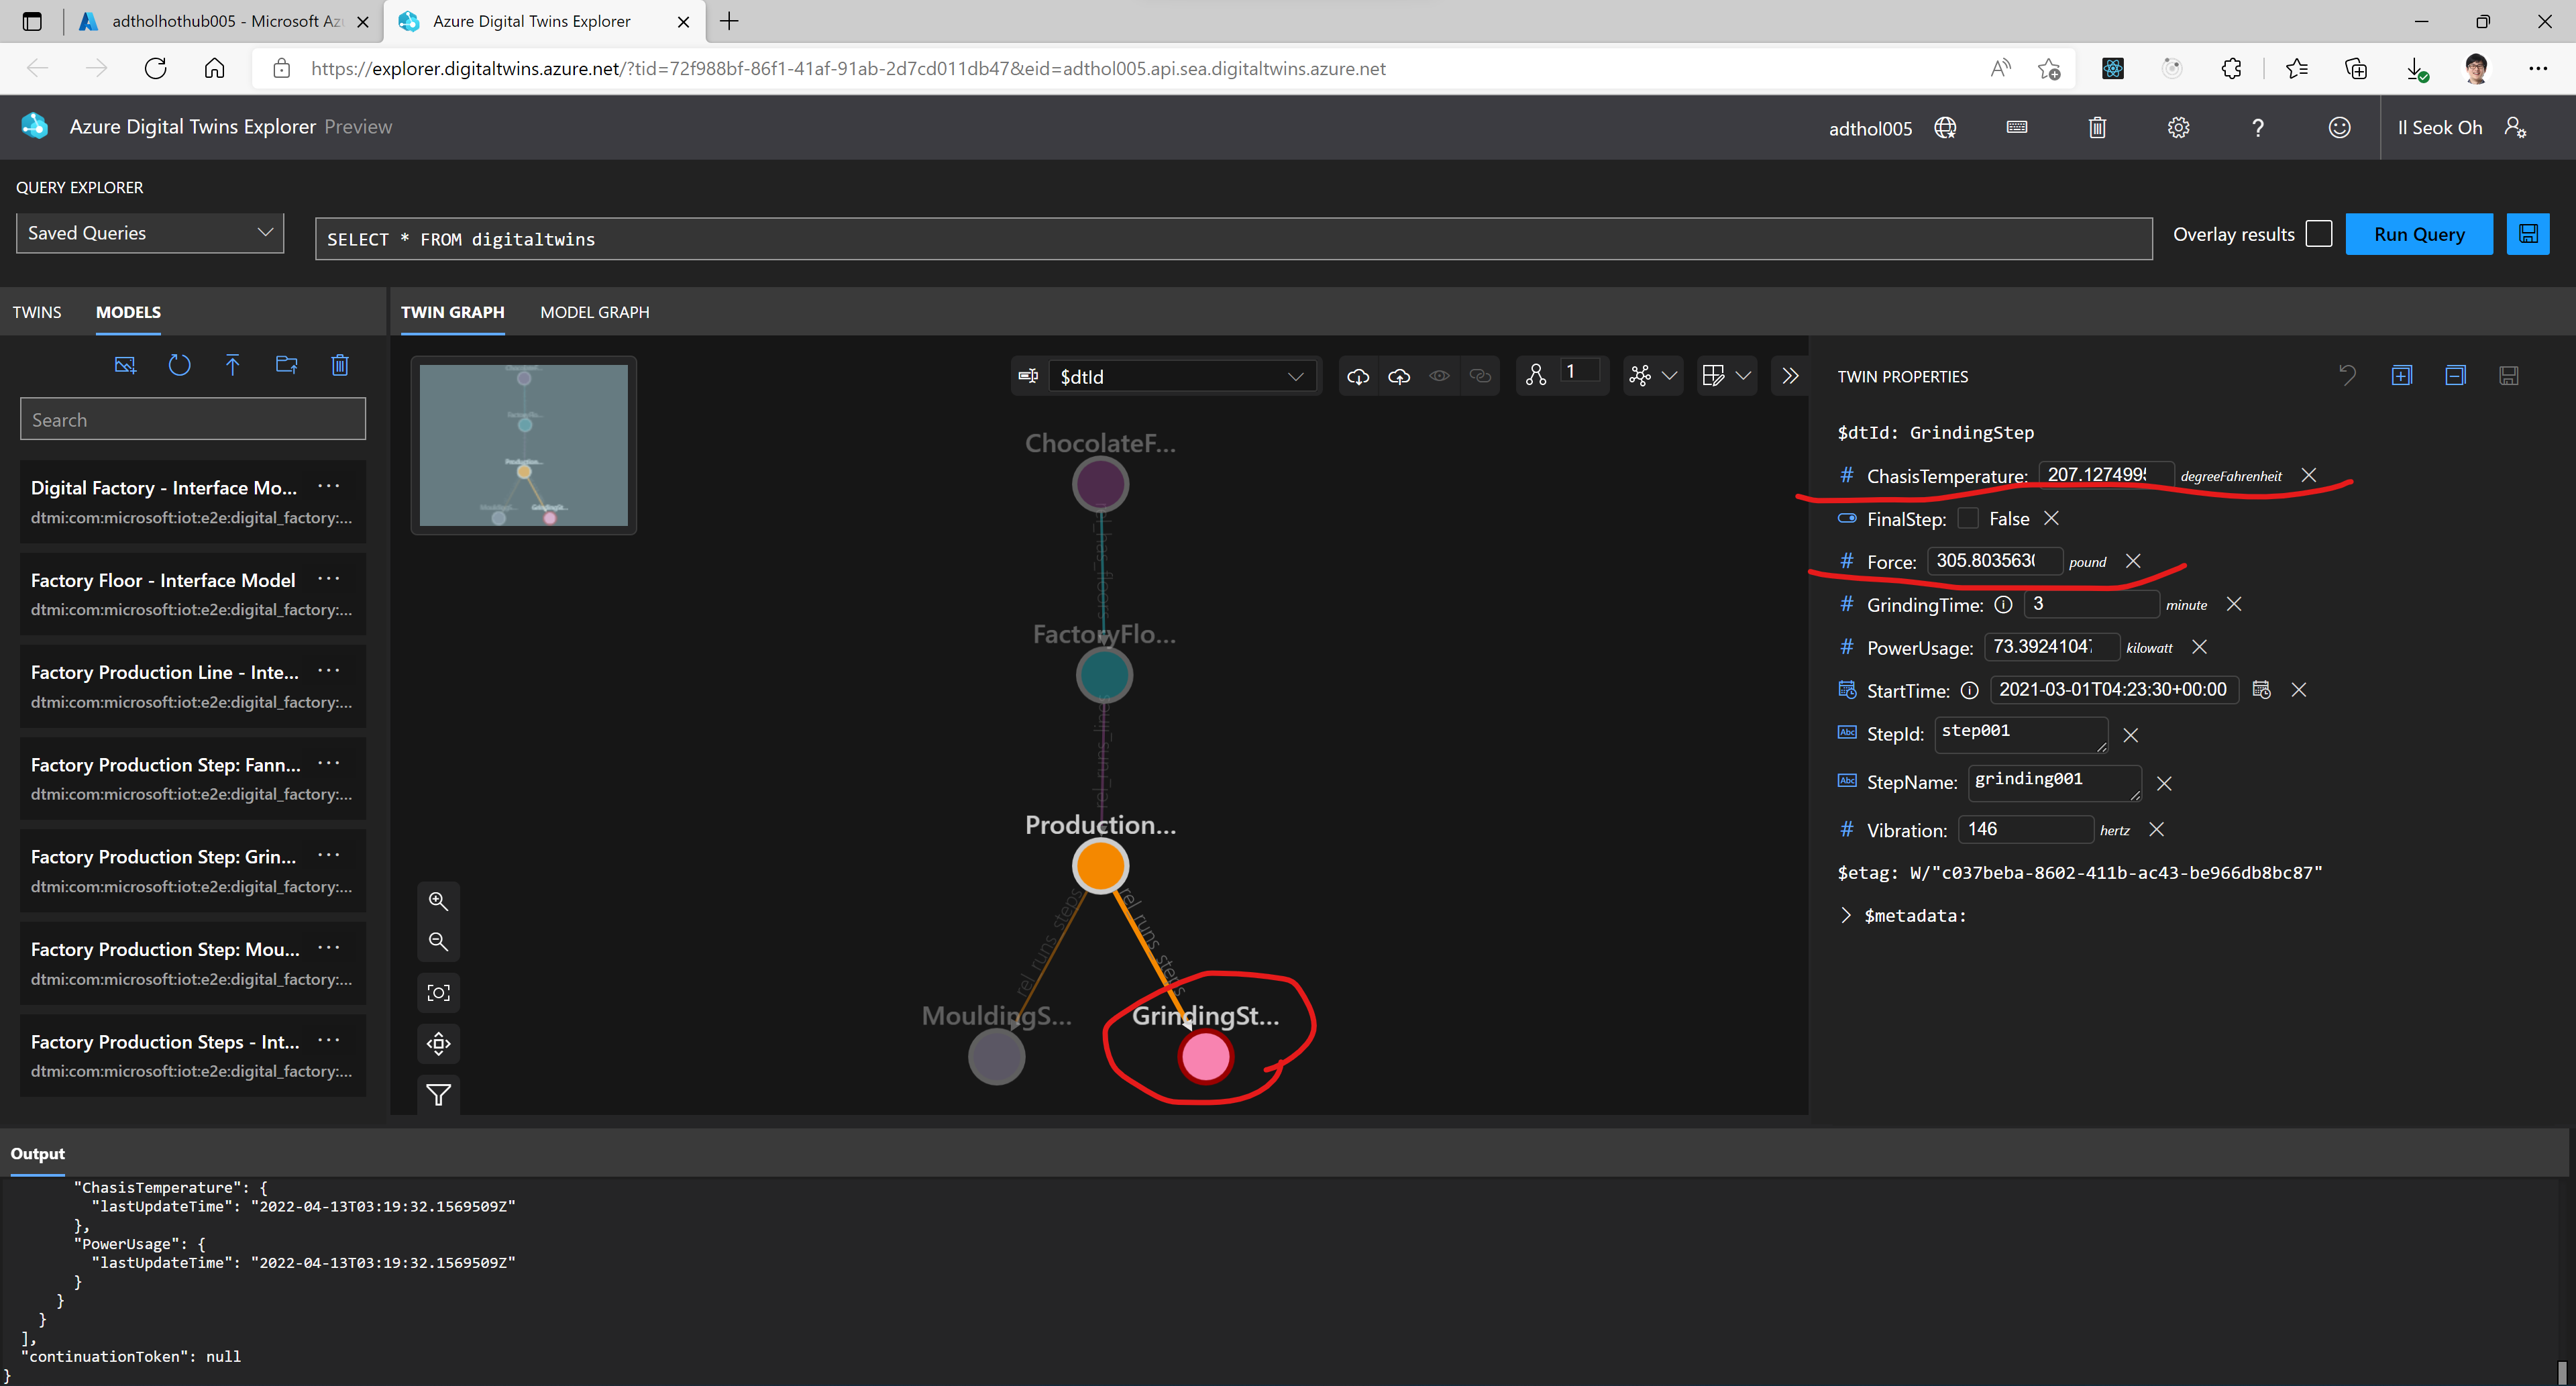 adtholhothub005 - Microsoft Az
Azure Digital Twins Explorer
https://explorer.digitaltwins.azure.net/?tid=72f988bf-86f1-41af-91ab-2d7cd011db47&eid=adthol005.api.sea.digitaltwins.azure.net
Azure Digital Twins Explorer Preview
adthol005
Il Seok Oh
QUERY EXPLORER
Saved Queries
SELECT * FROM digitaltwins
Overlay results
Run Query
TWINS
MODELS
TWIN GRAPH
MODEL GRAPH
Search
Digital Factory - Interface Mo...
dtmi:com:microsoft:iot:e2e:digital_factory:...
Factory Floor - Interface Model
dtmi:com:microsoft:iot:e2e:digital_factory:...
Factory Production Line - Inte...
dtmi:com:microsoft:iot:e2e:digital_factory:...
Factory Production Step: Fann...
dtmi:com:microsoft:iot:e2e:digital_factory:...
Factory Production Step: Grin...
dtmi:com:microsoft:iot:e2e:digital_factory:...
Factory Production Step: Mou...
dtmi:com:microsoft:iot:e2e:digital_factory:...
Factory Production Steps - Int...
dtmi:com:microsoft:iot:e2e:digital_factory:...
$dtId
1
ChocolateF...
FactoryFlo...
Production...
rel_runs_steps
rel_runs_steps
MouldingS...
GrindingSt...
TWIN PROPERTIES
$dtId: GrindingStep
ChasisTemperature: 207.1274995 degreeFahrenheit
FinalStep: False
Force: 305.8035630 pound
GrindingTime: 3 minute
PowerUsage: 73.39241047 kilowatt
StartTime: 2021-03-01T04:23:30+00:00
Abc StepId: step001
Abc StepName: grinding001
Vibration: 146 hertz
$etag: W/"c037beba-8602-411b-ac43-be966db8bc87"
$metadata:
Output
"ChasisTemperature": {
"lastUpdateTime": "2022-04-13T03:19:32.1569509Z"
},
"PowerUsage": {
"lastUpdateTime": "2022-04-13T03:19:32.1569509Z"
}
}
}
],
"continuationToken": null
}